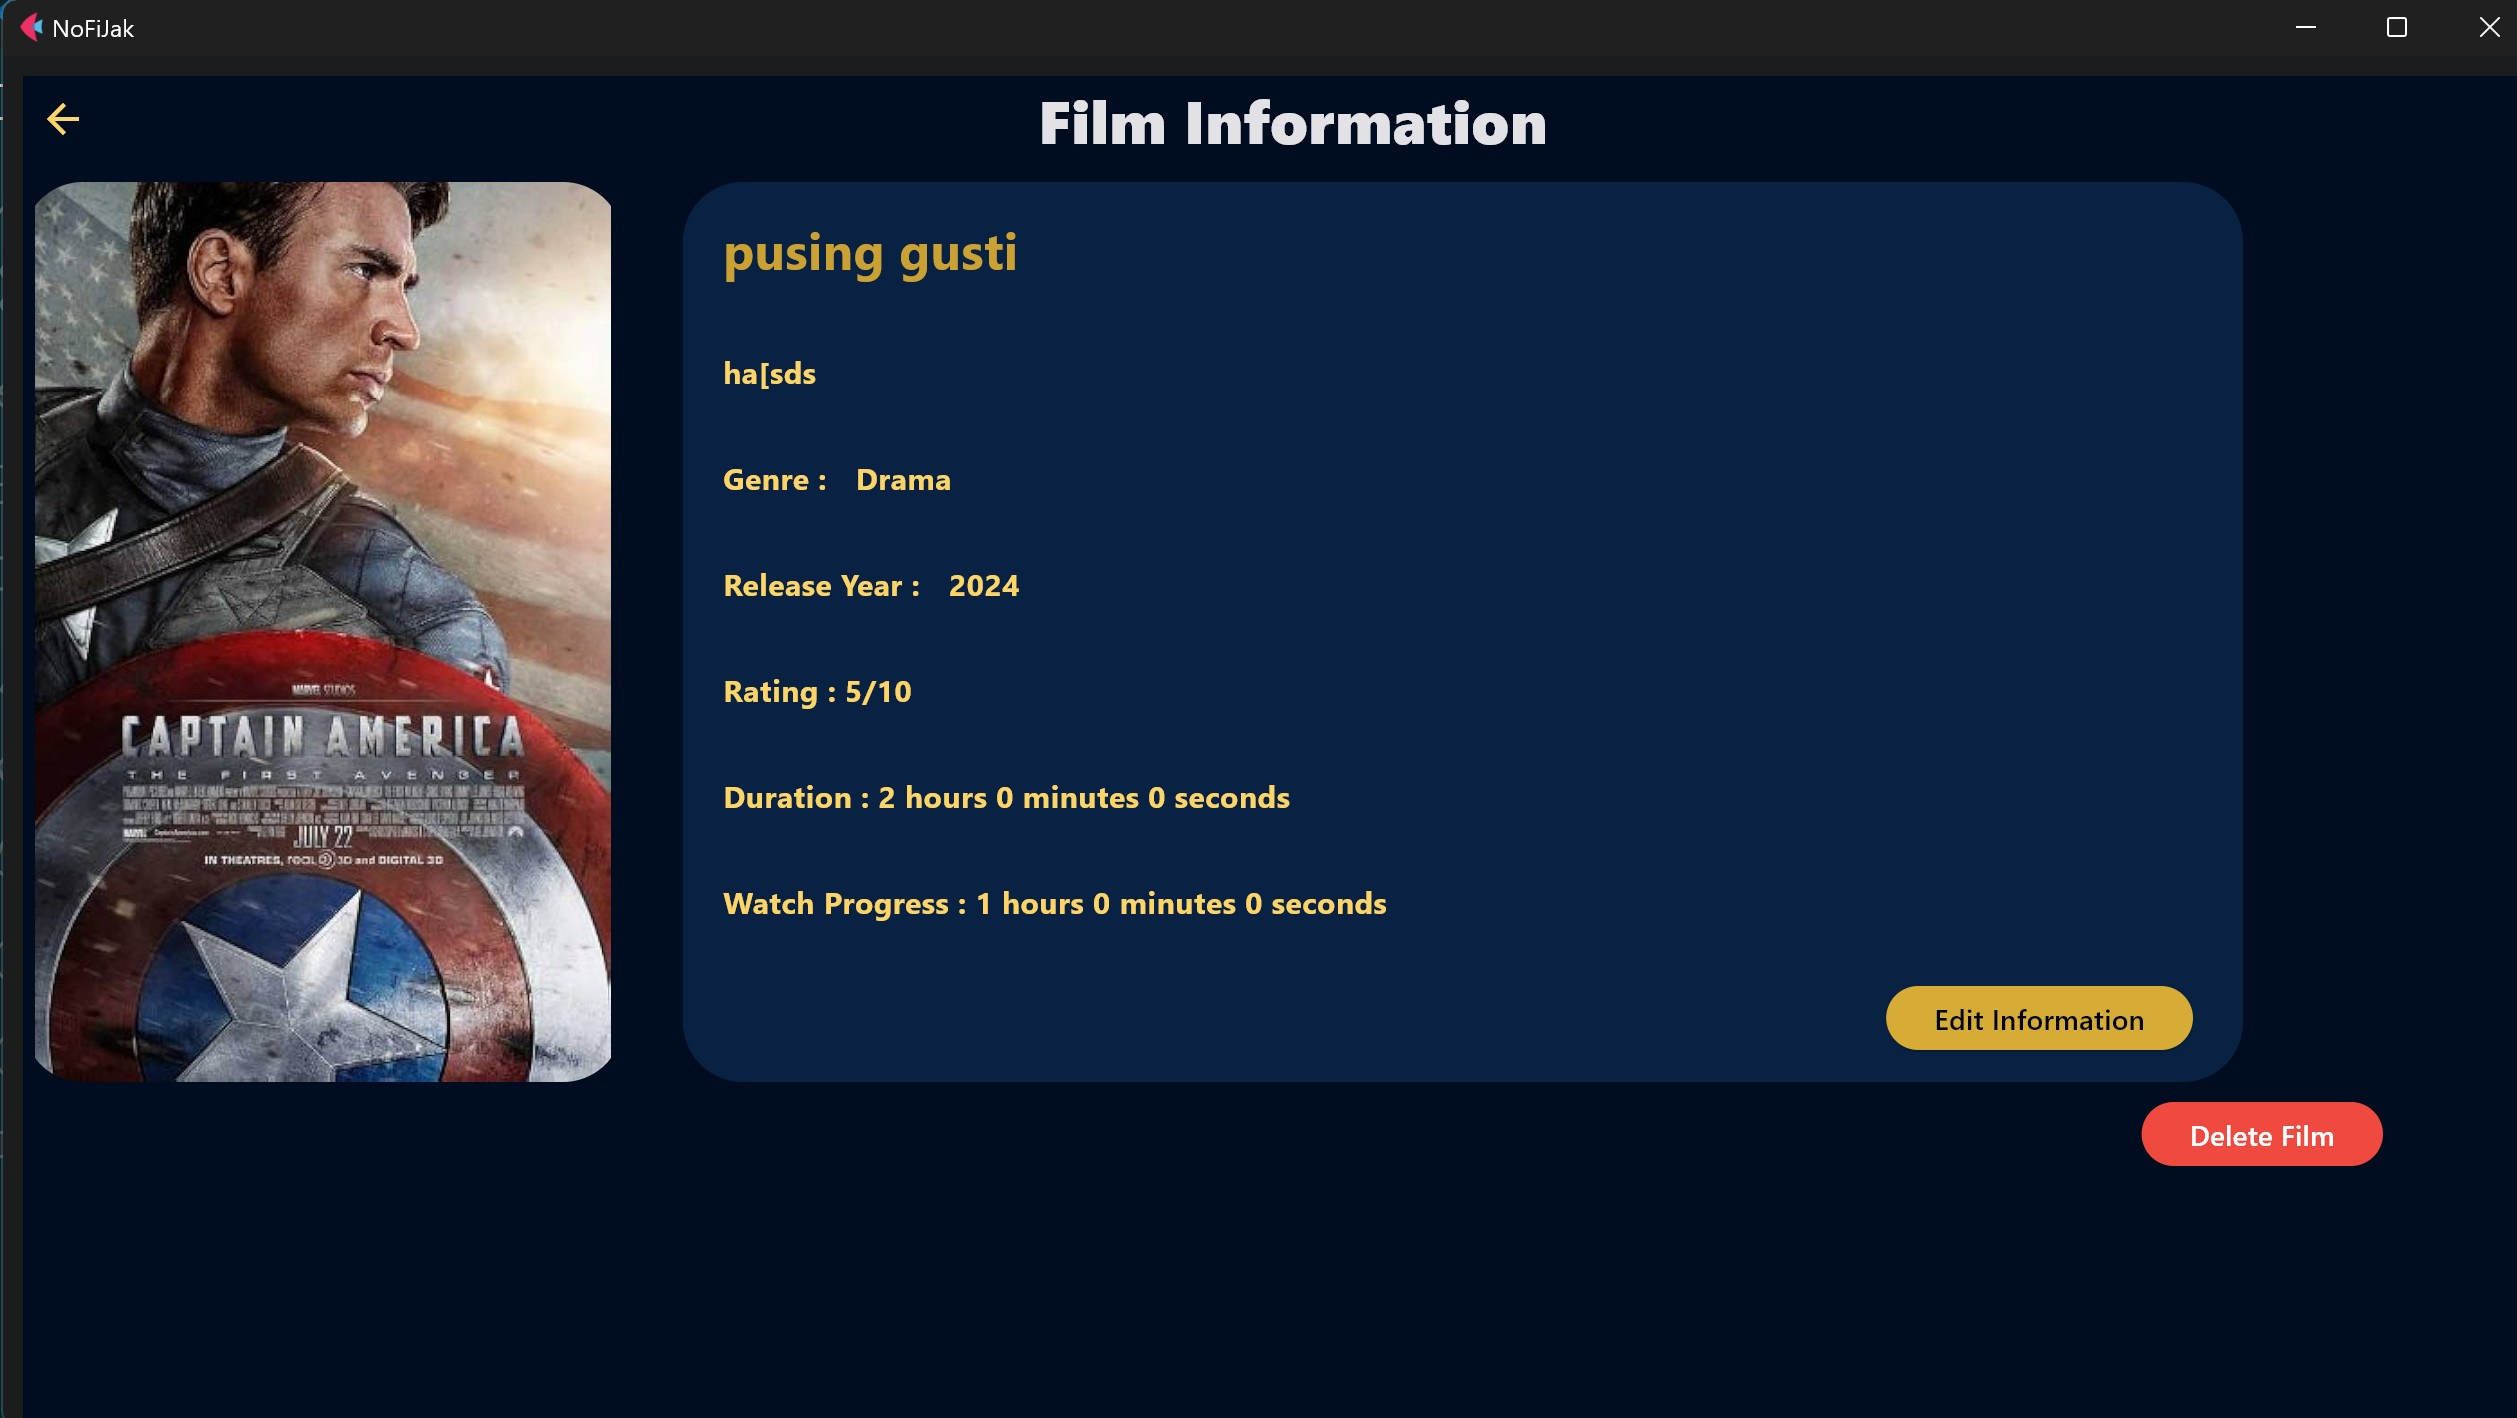 NoFiJak
Film Information
pusing gusti
ha[sds
Genre : Drama
Release Year : 2024
Rating : 5/10
Duration : 2 hours 0 minutes 0 seconds
Watch Progress : 1 hours 0 minutes 0 seconds
Edit Information
Delete Film
MARVEL STUDIOS
CAPTAIN AMERICA
THE FIRST AVENGER
JULY 22
IN THEATRES, 3D and DIGITAL 3D